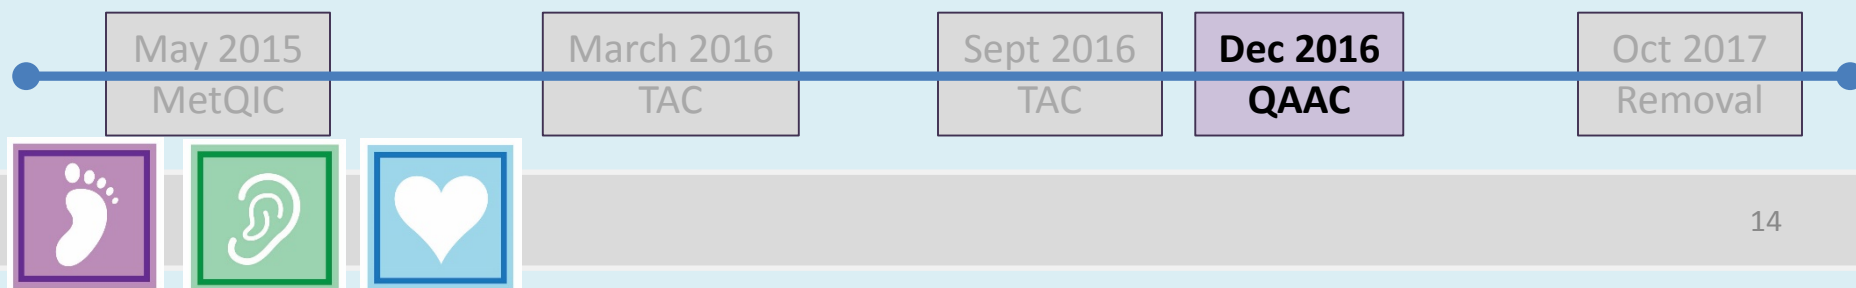 May 2015
MetQIC
March 2016
TAC
Sept 2016
TAC
Dec 2016
QAAC
Oct 2017
Removal
14